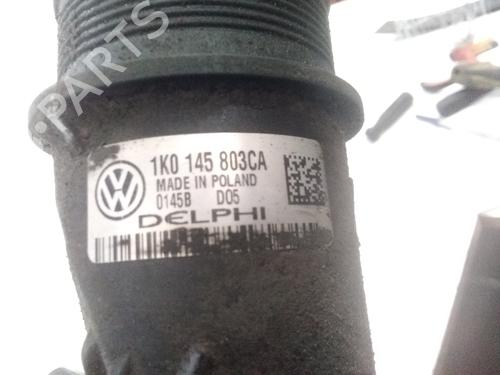 B-PARTS
1K0 145 803CA
MADE IN POLAND
0145B D05
DELPHI